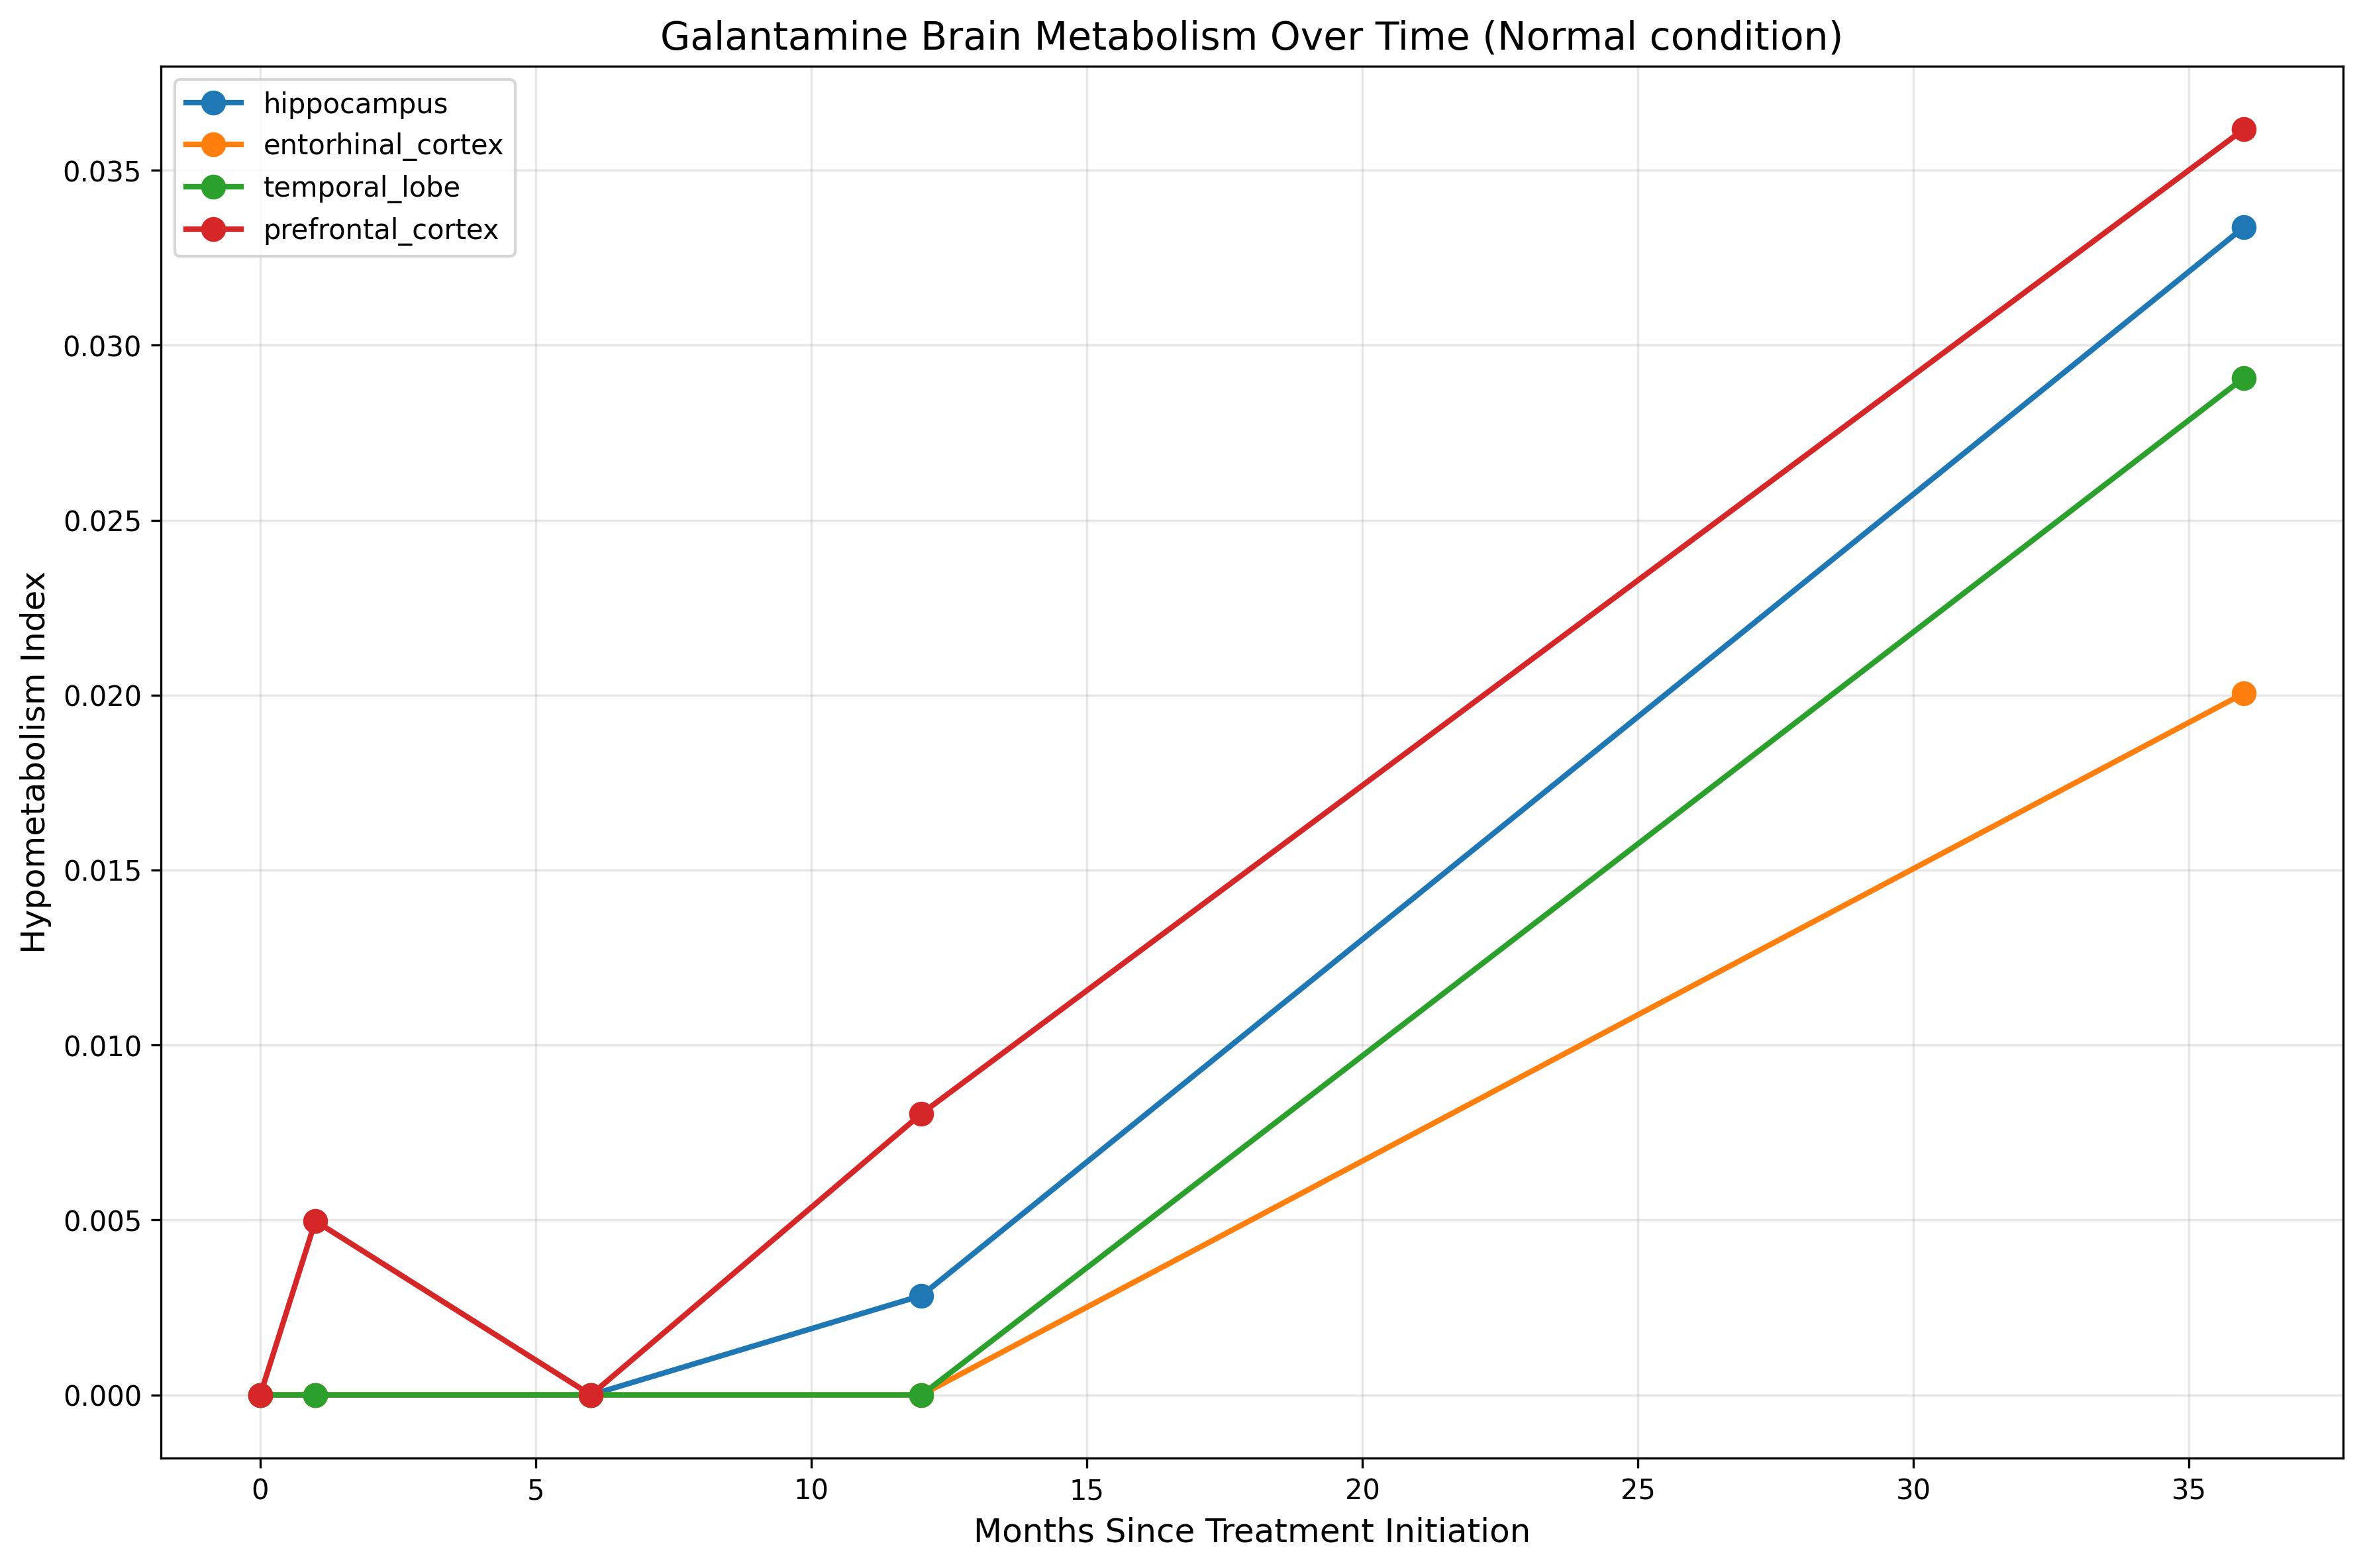 Galantamine Brain Metabolism Over Time (Normal condition)
hippocampus
entorhinal_cortex
temporal_lobe
prefrontal_cortex
Hypometabolism Index
0.035
0.030
0.025
0.020
0.015
0.010
0.005
0.000
0 5 10 15 20 25 30 35
Months Since Treatment Initiation